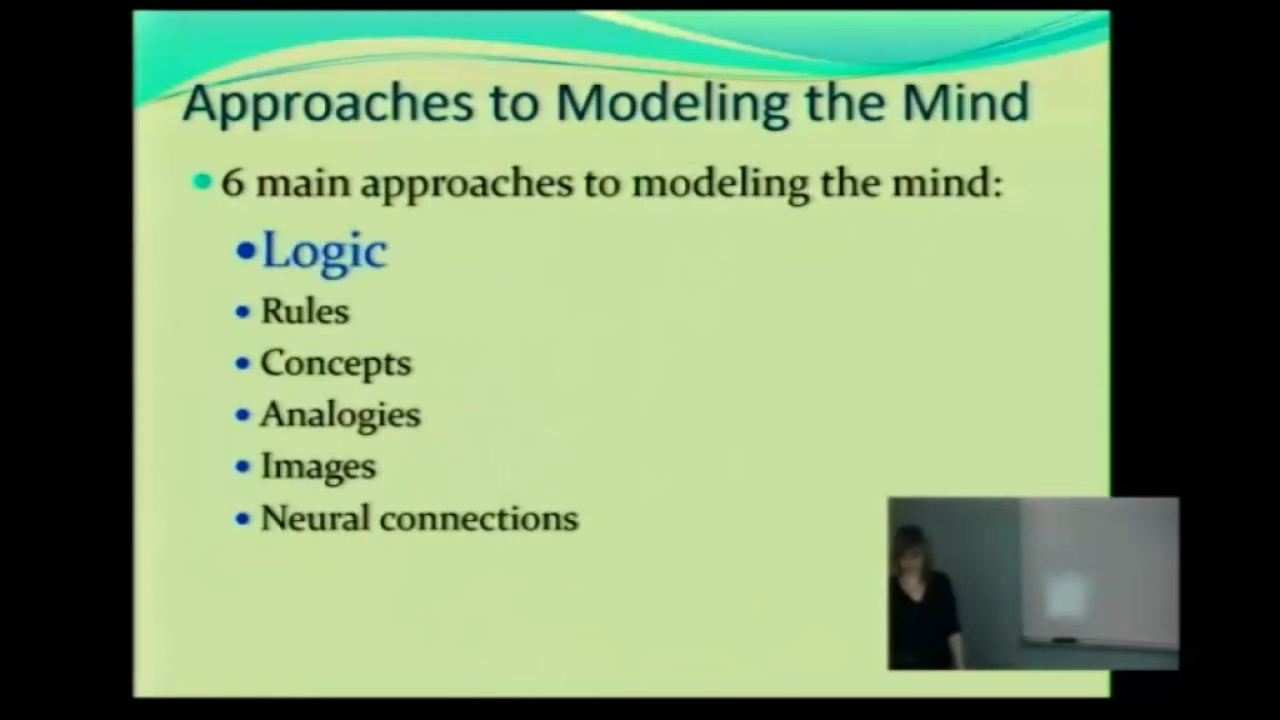 Approaches to Modeling the Mind
• 6 main approaches to modeling the mind:
• Logic
• Rules
• Concepts
• Analogies
• Images
• Neural connections